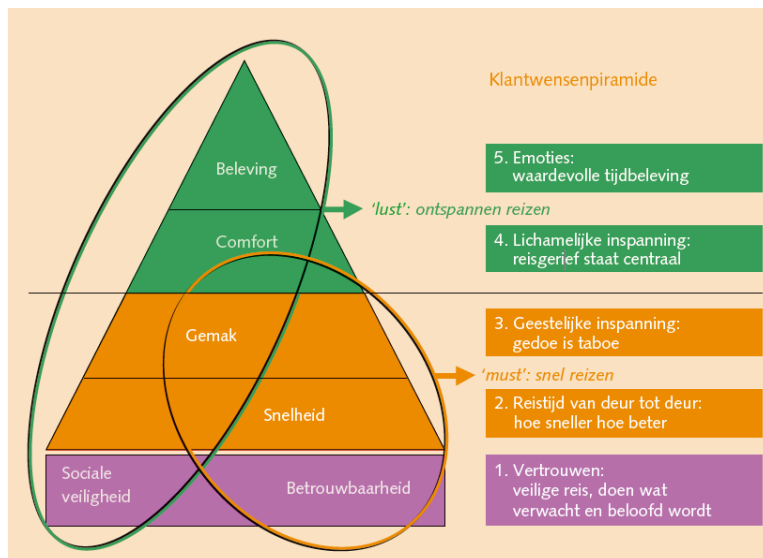 Klantwensenpiramide
Beleving
5. Emoties:
waardevolle tijdbeleving
'lust': ontspannen reizen
Comfort
4. Lichamelijke inspanning:
reisgerief staat centraal
Gemak
3. Geestelijke inspanning:
gedoe is taboe
'must': snel reizen
Snelheid
2. Reistijd van deur tot deur:
hoe sneller hoe beter
Sociale
veiligheid
Betrouwbaarheid
1. Vertrouwen:
veilige reis, doen wat
verwacht en beloofd wordt